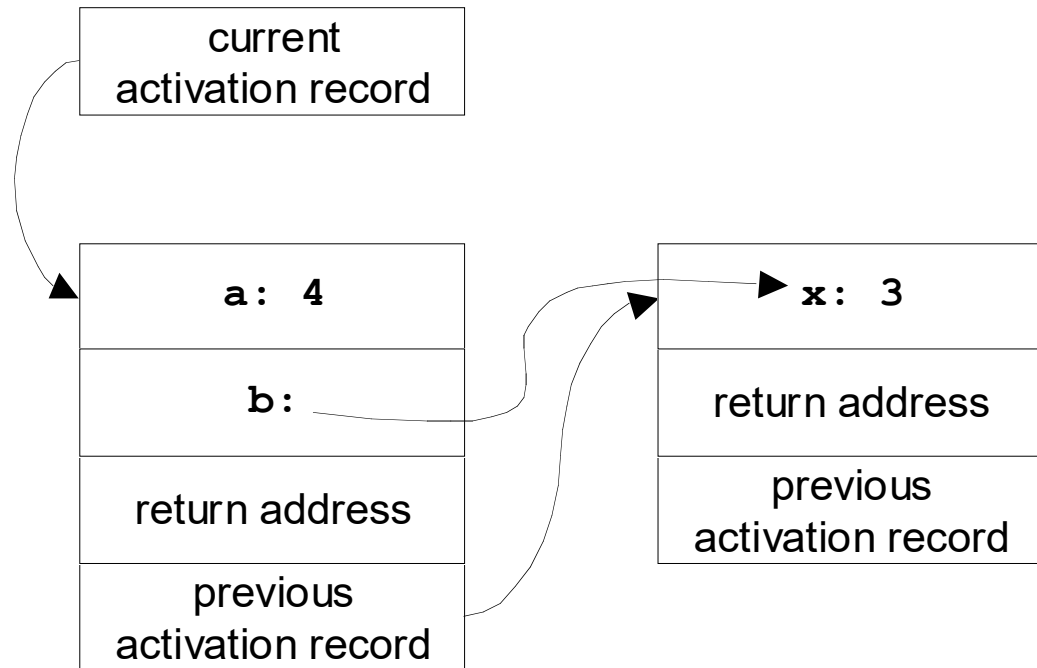 current
activation record
a: 4
b:
return address
previous
activation record
x: 3
return address
previous
activation record